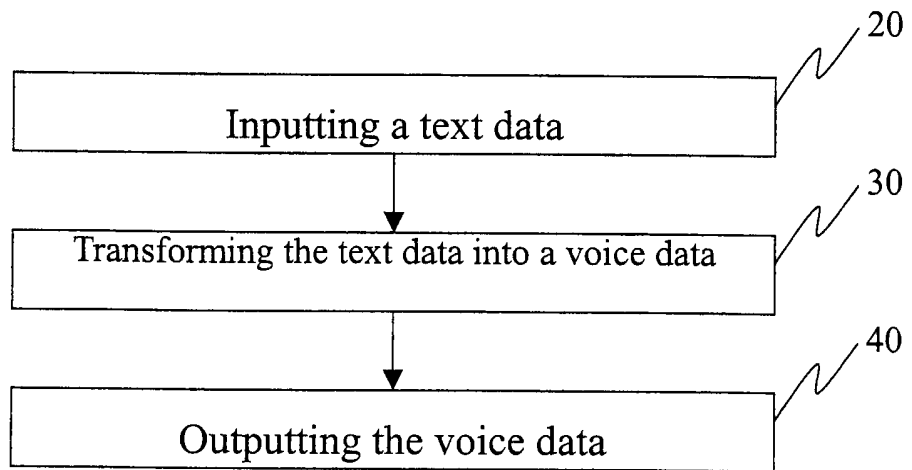 20
Inputting a text data
30
Transforming the text data into a voice data
40
Outputting the voice data